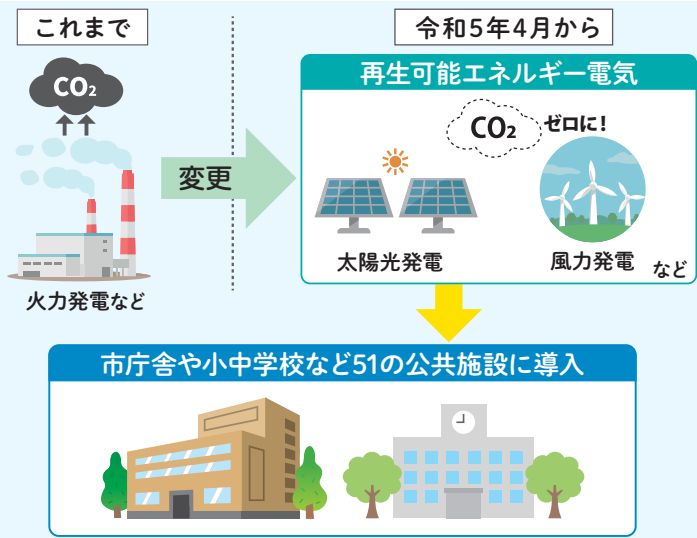 これまで
令和5年4月から
再生可能エネルギー電気
CO₂
CO₂
ゼロに!
変更
太陽光発電
風力発電
など
火力発電など
市庁舎や小中学校など51の公共施設に導入